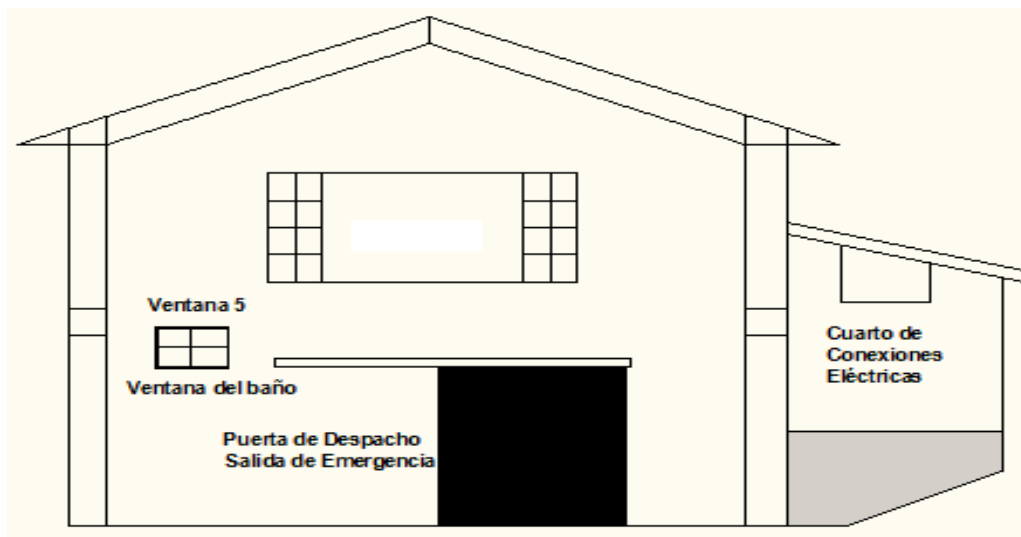 Ventana 5
Ventana del baño
Puerta de Despacho
Salida de Emergencia
Cuarto de
Conexiones
Eléctricas